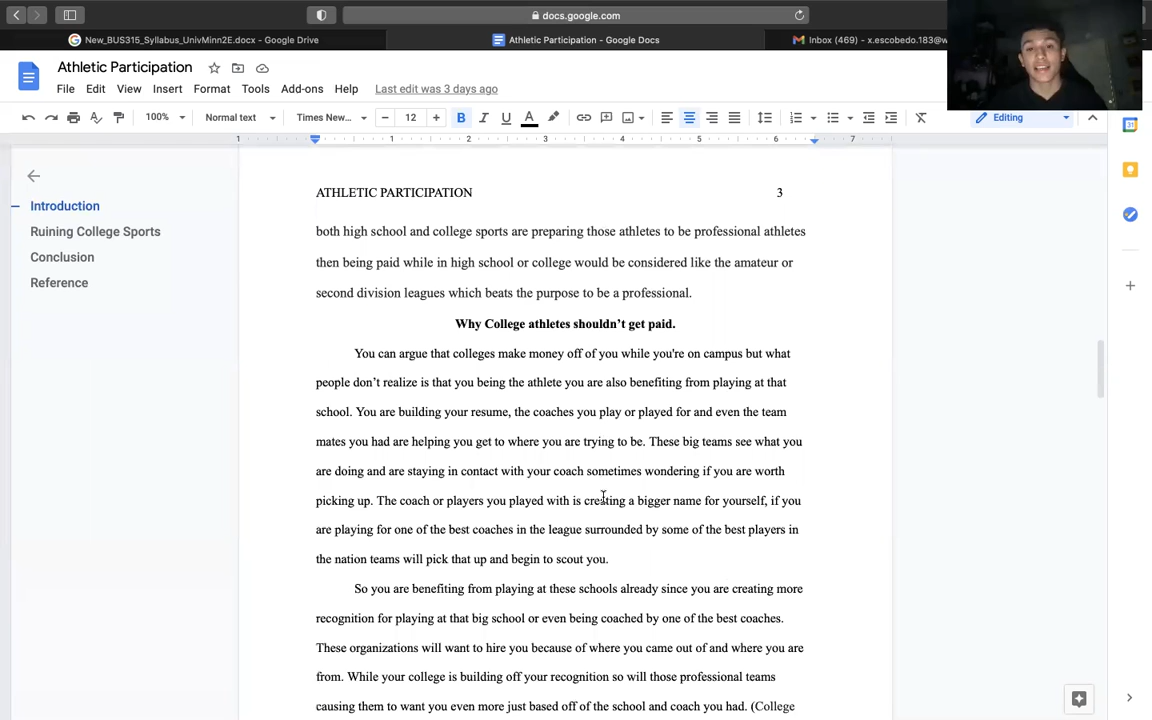 docs.google.com
New_BUS315_Syllabus_UnivMinn2E.docx - Google Drive
Athletic Participation - Google Docs
Inbox (469) - x.escobedo.183@w
Athletic Participation
File Edit View Insert Format Tools Add-ons Help Last edit was 3 days ago
100% Normal text Times New... 12 B I U A Editing
1 1 2 3 4 5 6 7
31
ATHLETIC PARTICIPATION 3
Introduction
Ruining College Sports
Conclusion
Reference
both high school and college sports are preparing those athletes to be professional athletes
then being paid while in high school or college would be considered like the amateur or
second division leagues which beats the purpose to be a professional.
Why College athletes shouldn't get paid.
You can argue that colleges make money off of you while you're on campus but what
people don't realize is that you being the athlete you are also benefiting from playing at that
school. You are building your resume, the coaches you play or played for and even the team
mates you had are helping you get to where you are trying to be. These big teams see what you
are doing and are staying in contact with your coach sometimes wondering if you are worth
picking up. The coach or players you played with is creating a bigger name for yourself, if you
are playing for one of the best coaches in the league surrounded by some of the best players in
the nation teams will pick that up and begin to scout you.
So you are benefiting from playing at these schools already since you are creating more
recognition for playing at that big school or even being coached by one of the best coaches.
These organizations will want to hire you because of where you came out of and where you are
from. While your college is building off your recognition so will those professional teams
causing them to want you even more just based off of the school and coach you had. (College